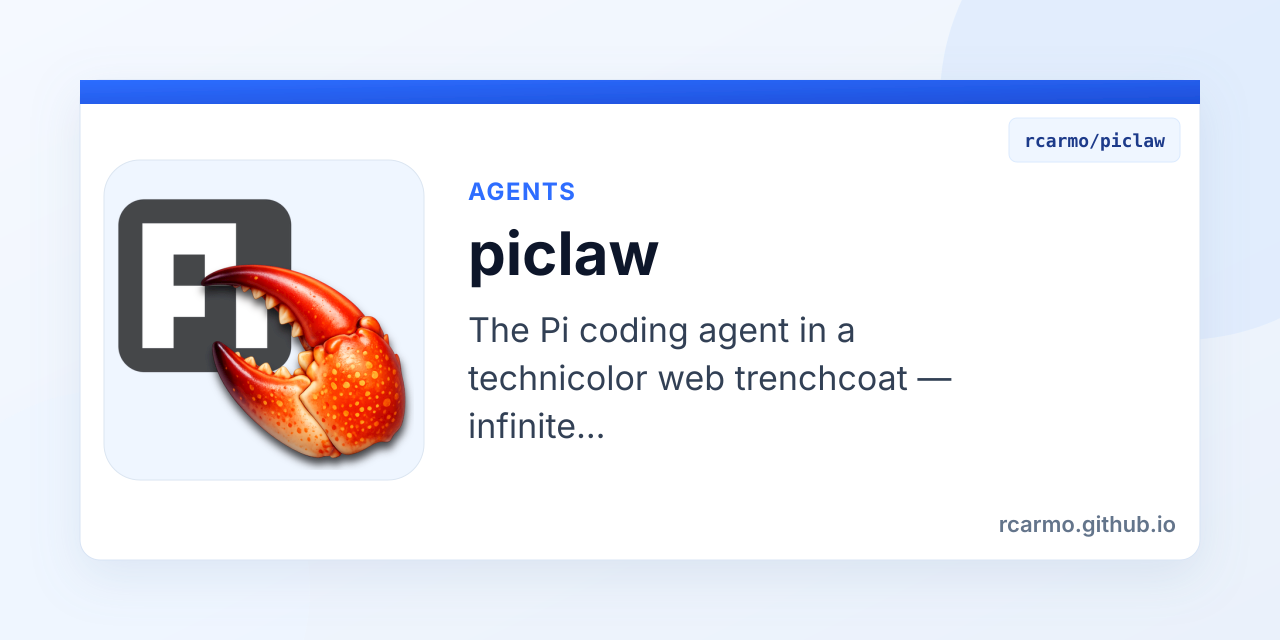 rcarmo/piclaw
AGENTS
piclaw
The Pi coding agent in a
technicolor web trenchcoat —
infinite...
rcarmo.github.io